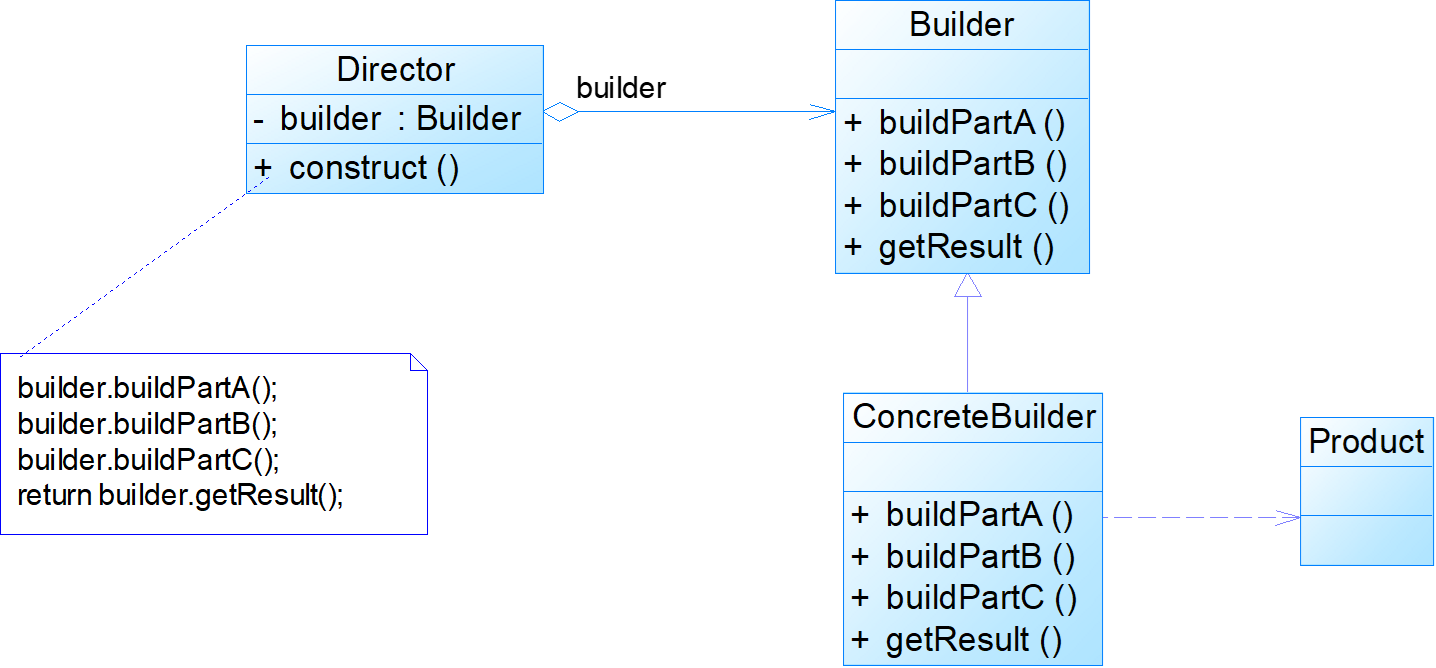 Director
- builder : Builder
+ construct ()
builder
Builder
+ buildPartA ()
+ buildPartB ()
+ buildPartC ()
+ getResult ()
builder.buildPartA();
builder.buildPartB();
builder.buildPartC();
return builder.getResult();
ConcreteBuilder
+ buildPartA ()
+ buildPartB ()
+ buildPartC ()
+ getResult ()
Product